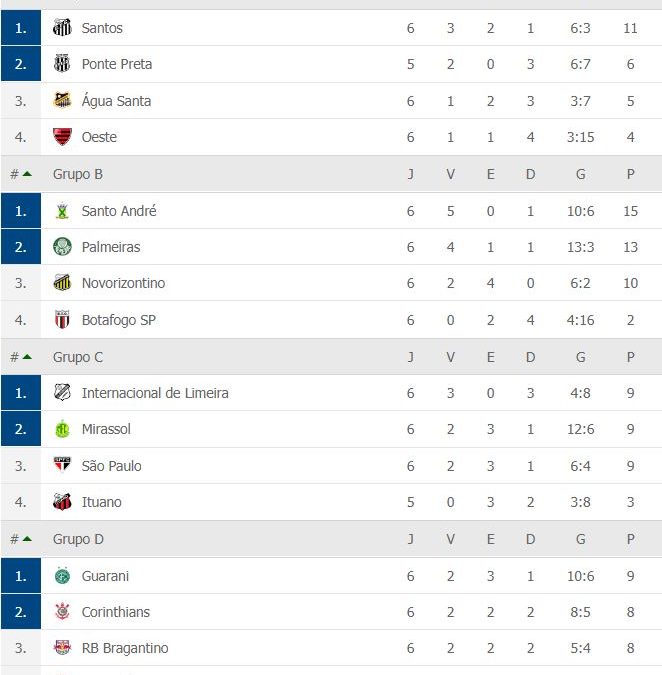 1. Santos 6 3 2 1 6:3 11
2. Ponte Preta 5 2 0 3 6:7 6
3. Água Santa 6 1 2 3 3:7 5
4. Oeste 6 1 1 4 3:15 4
# Grupo B J V E D G P
1. Santo André 6 5 0 1 10:6 15
2. Palmeiras 6 4 1 1 13:3 13
3. Novorizontino 6 2 4 0 6:2 10
4. Botafogo SP 6 0 2 4 4:16 2
# Grupo C J V E D G P
1. Internacional de Limeira 6 3 0 3 4:8 9
2. Mirassol 6 2 3 1 12:6 9
3. São Paulo 6 2 3 1 6:4 9
4. Ituano 5 0 3 2 3:8 3
# Grupo D J V E D G P
1. Guarani 6 2 3 1 10:6 9
2. Corinthians 6 2 2 2 8:5 8
3. RB Bragantino 6 2 2 2 5:4 8